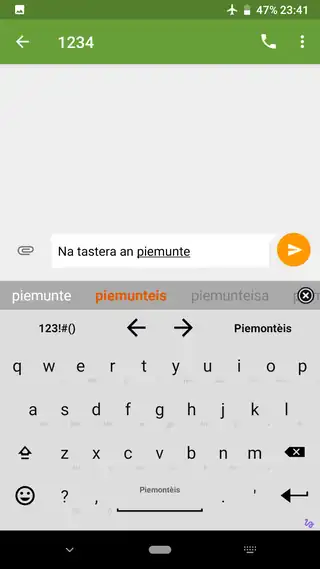 47% 23:41
1234
Na tastera an piemunte
piemunte piemunteis piemunteisa
123!#() Piemontèis
q w e r t y u i o p
a s d f g h j k l
z x c v b n m
? , Piemontèis . '